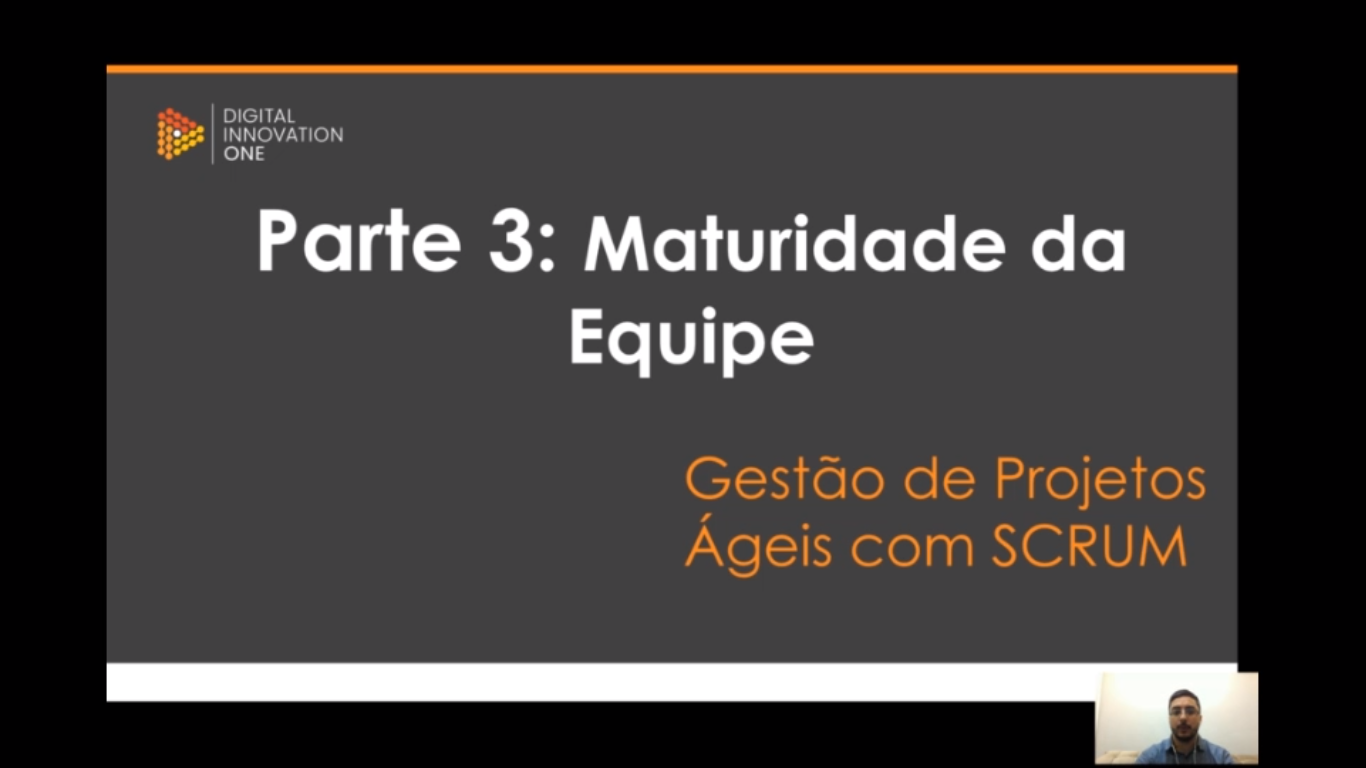 DIGITAL
INNOVATION
ONE
Parte 3: Maturidade da
Equipe
Gestão de Projetos
Ágeis com SCRUM